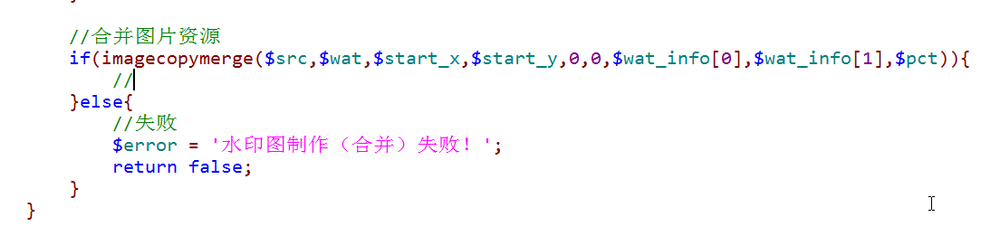 }
//合并图片资源
if(imagecopymerge($src,$wat,$start_x,$start_y,0,0,$wat_info[0],$wat_info[1],$pct)){
//
}else{
//失败
$error = '水印图制作（合并）失败！';
return false;
}
}